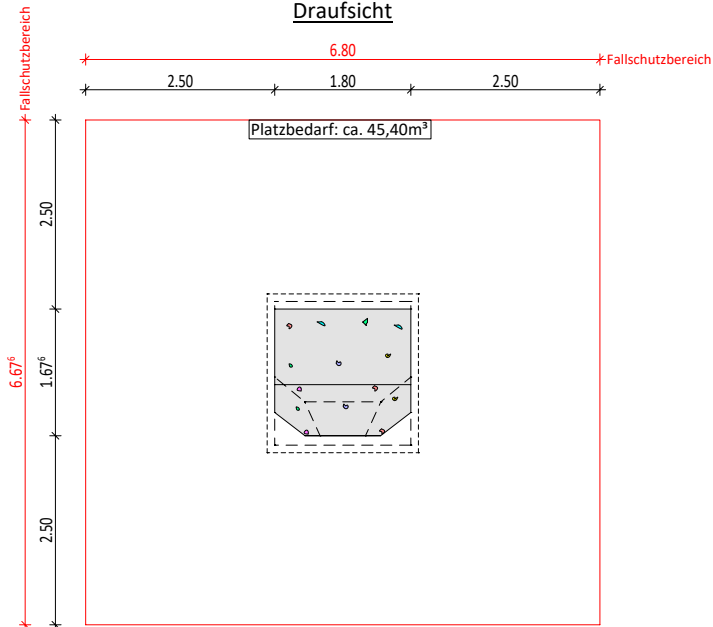 Draufsicht
6.80
Fallschutzbereich
Fallschutzbereich
2.50
1.80
2.50
Platzbedarf: ca. 45,40m³
2.50
6.67⁶
1.67⁶
2.50